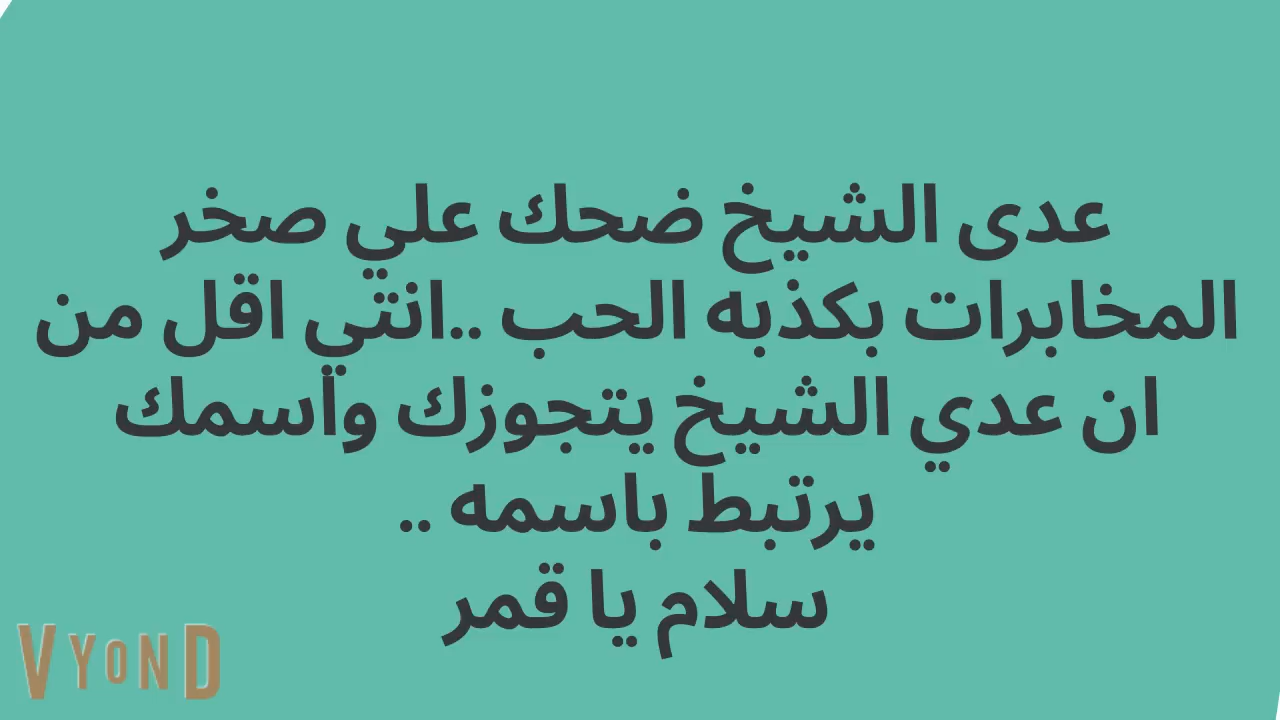 عدى الشيخ ضحك علي صخر
المخابرات بكذبه الحب ..انتي اقل من
ان عدي الشيخ يتجوزك واسمك
يرتبط باسمه ..
سلام يا قمر
VYOND